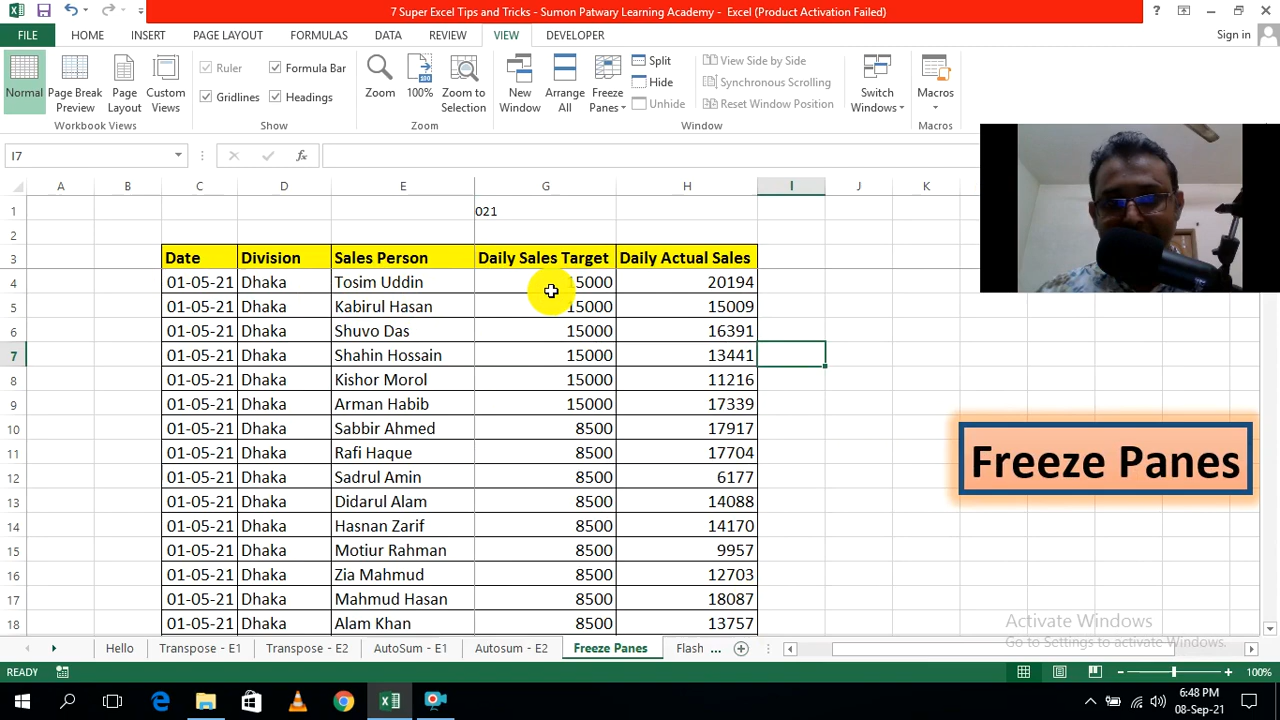 7 Super Excel Tips and Tricks - Sumon Patwary Learning Academy - Excel (Product Activation Failed)
FILE HOME INSERT PAGE LAYOUT FORMULAS DATA REVIEW VIEW DEVELOPER Sign in
Normal
Page Break Preview
Page Layout
Custom Views
Workbook Views
Ruler
Formula Bar
Gridlines
Headings
Show
Zoom
100%
Zoom to Selection
Zoom
New Window
Arrange All
Freeze Panes
Split
Hide
Unhide
View Side by Side
Synchronous Scrolling
Reset Window Position
Window
Switch Windows
Macros
Macros
I7
fx
A B C D E G H I J K
1 021
2
3 Date Division Sales Person Daily Sales Target Daily Actual Sales
4 01-05-21 Dhaka Tosim Uddin 15000 20194
5 01-05-21 Dhaka Kabirul Hasan 15000 15009
6 01-05-21 Dhaka Shuvo Das 15000 16391
7 01-05-21 Dhaka Shahin Hossain 15000 13441
8 01-05-21 Dhaka Kishor Morol 15000 11216
9 01-05-21 Dhaka Arman Habib 15000 17339
10 01-05-21 Dhaka Sabbir Ahmed 8500 17917
11 01-05-21 Dhaka Rafi Haque 8500 17704
12 01-05-21 Dhaka Sadrul Amin 8500 6177
13 01-05-21 Dhaka Didarul Alam 8500 14088
14 01-05-21 Dhaka Hasnan Zarif 8500 14170
15 01-05-21 Dhaka Motiur Rahman 8500 9957
16 01-05-21 Dhaka Zia Mahmud 8500 12703
17 01-05-21 Dhaka Mahmud Hasan 8500 18087
18 01-05-21 Dhaka Alam Khan 8500 13757
Freeze Panes
Activate Windows
Go to Settings to activate Windows.
Hello Transpose - E1 Transpose - E2 AutoSum - E1 Autosum- E2 Freeze Panes Flash ...
READY 100%
6:48 PM
08-Sep-21